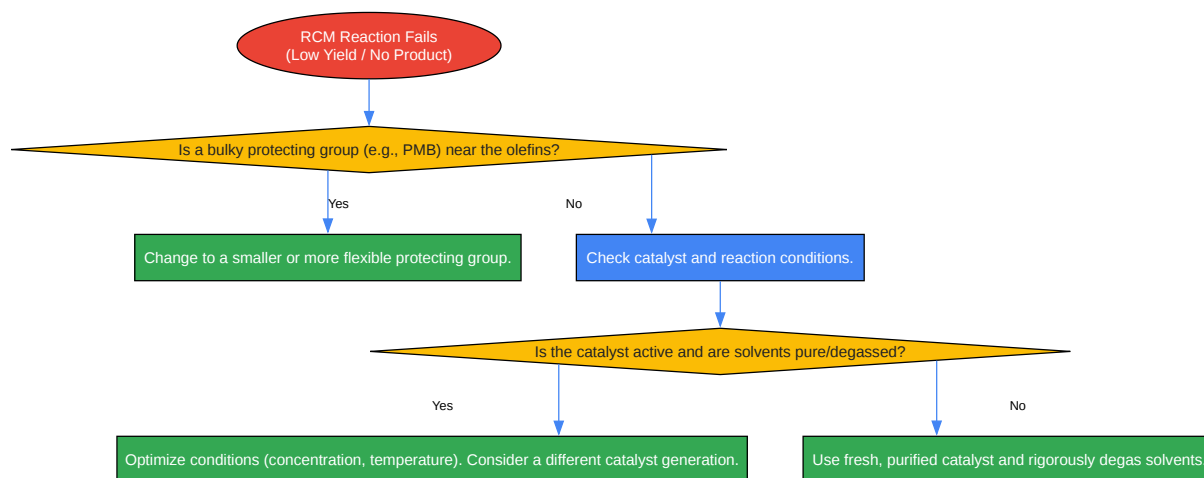 RCM Reaction Fails
(Low Yield / No Product)
Is a bulky protecting group (e.g., PMB) near the olefins?
Yes
No
Change to a smaller or more flexible protecting group.
Check catalyst and reaction conditions.
Is the catalyst active and are solvents pure/degassed?
Yes
No
Optimize conditions (concentration, temperature). Consider a different catalyst generation.
Use fresh, purified catalyst and rigorously degas solvents.